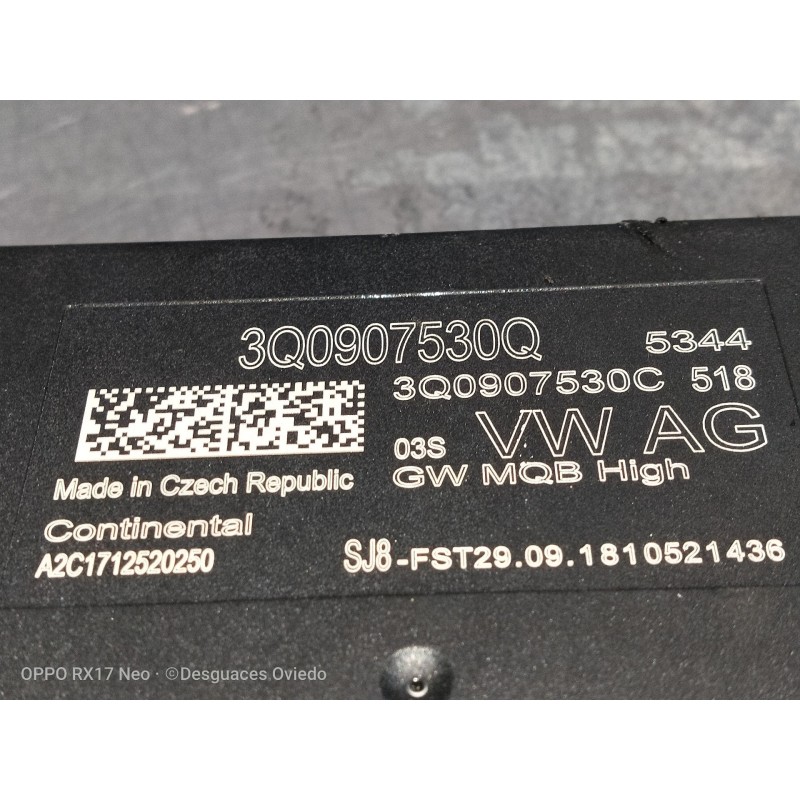 3Q0907530Q 5344
3Q0907530C 518
03S VW AG
GW MQB High
Made in Czech Republic
Continental
A2C1712520250 SJ8-FST29.09.1810521436
OPPO RX17 Neo · ©Desguaces Oviedo